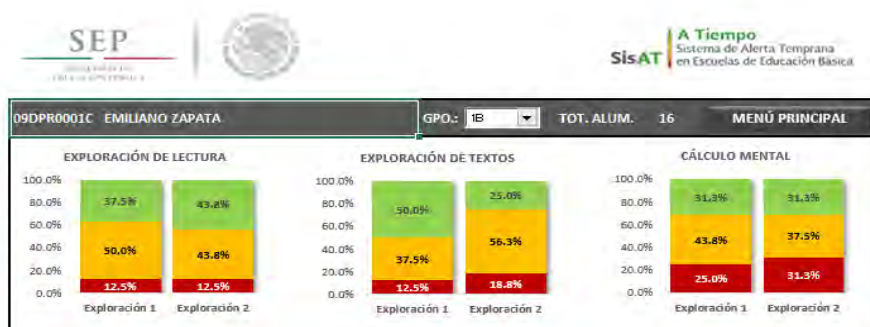 SEP
SisAT
A Tiempo
Sistema de Alerta Temprana
en Escuelas de Educación Básica
09DPR0001C EMILIANO ZAPATA GPO.: 1B TOT. ALUM. 16 MENÚ PRINCIPAL
EXPLORACIÓN DE LECTURA
100.0%
80.0%
60.0%
40.0%
20.0%
0.0%
37.5% 43.8%
50.0% 43.8%
12.5% 12.5%
Exploración 1 Exploración 2
EXPLORACIÓN DE TEXTOS
100.0%
80.0%
60.0%
40.0%
20.0%
0.0%
50.0% 25.0%
37.5% 56.3%
12.5% 18.8%
Exploración 1 Exploración 2
CÁLCULO MENTAL
100.0%
80.0%
60.0%
40.0%
20.0%
0.0%
31.3% 31.3%
43.8% 37.5%
25.0% 31.3%
Exploración 1 Exploración 2